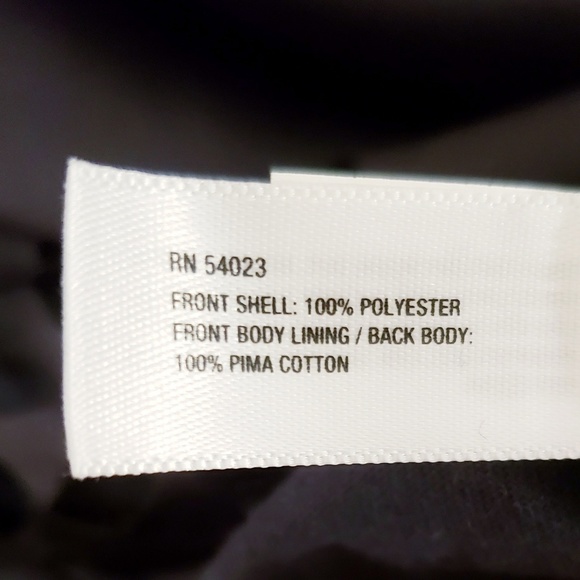 RN 54023
FRONT SHELL: 100% POLYESTER
FRONT BODY LINING / BACK BODY:
100% PIMA COTTON